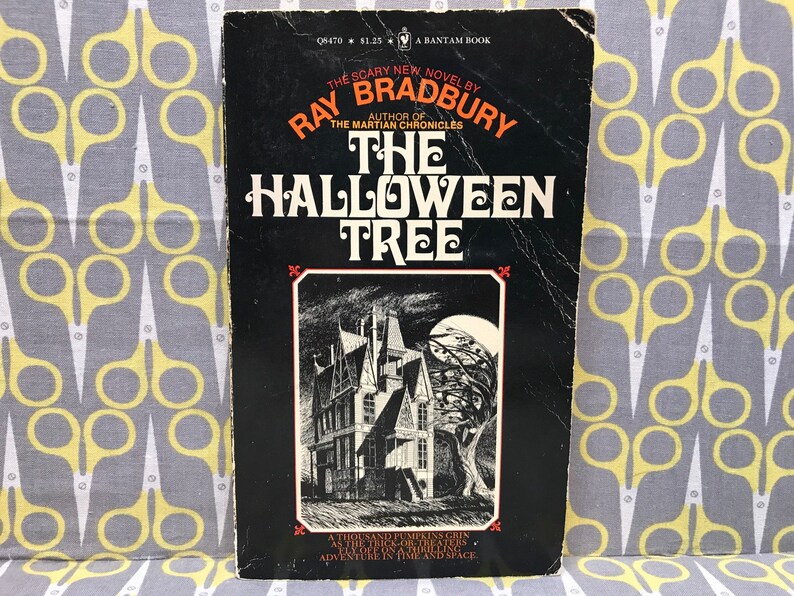 Q8470 * $1.25 * A BANTAM BOOK
THE SCARY NEW NOVEL BY
RAY BRADBURY
AUTHOR OF
THE MARTIAN CHRONICLES
THE
HALLOWEEN
TREE
A THOUSAND PUMPKINS GRIN
AS THE TRICK-OR-TREATERS
FLY OFF ON A THRILLING
ADVENTURE IN TIME AND SPACE.